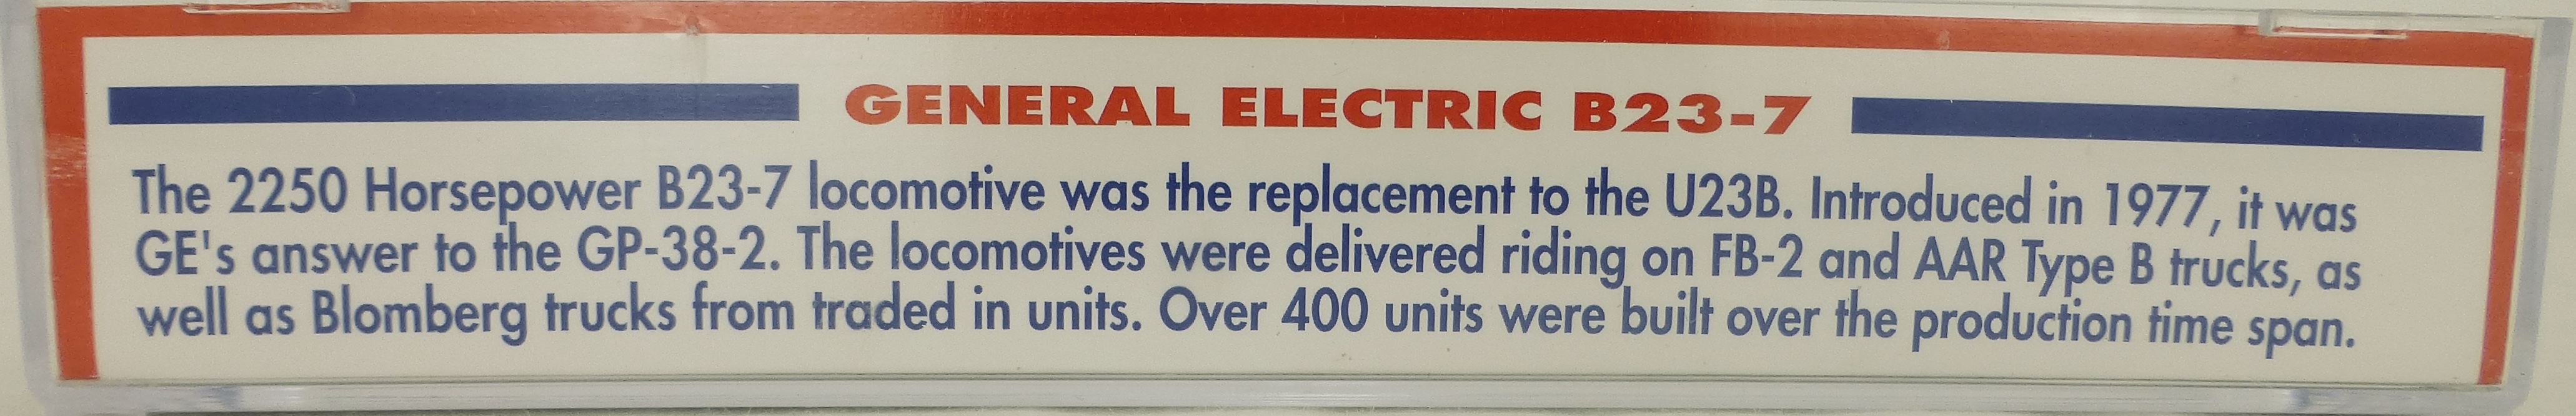 GENERAL ELECTRIC B23-7
The 2250 Horsepower B23-7 locomotive was the replacement to the U23B. Introduced in 1977, it was
GE's answer to the GP-38-2. The locomotives were delivered riding on FB-2 and AAR Type B trucks, as
well as Blomberg trucks from traded in units. Over 400 units were built over the production time span.